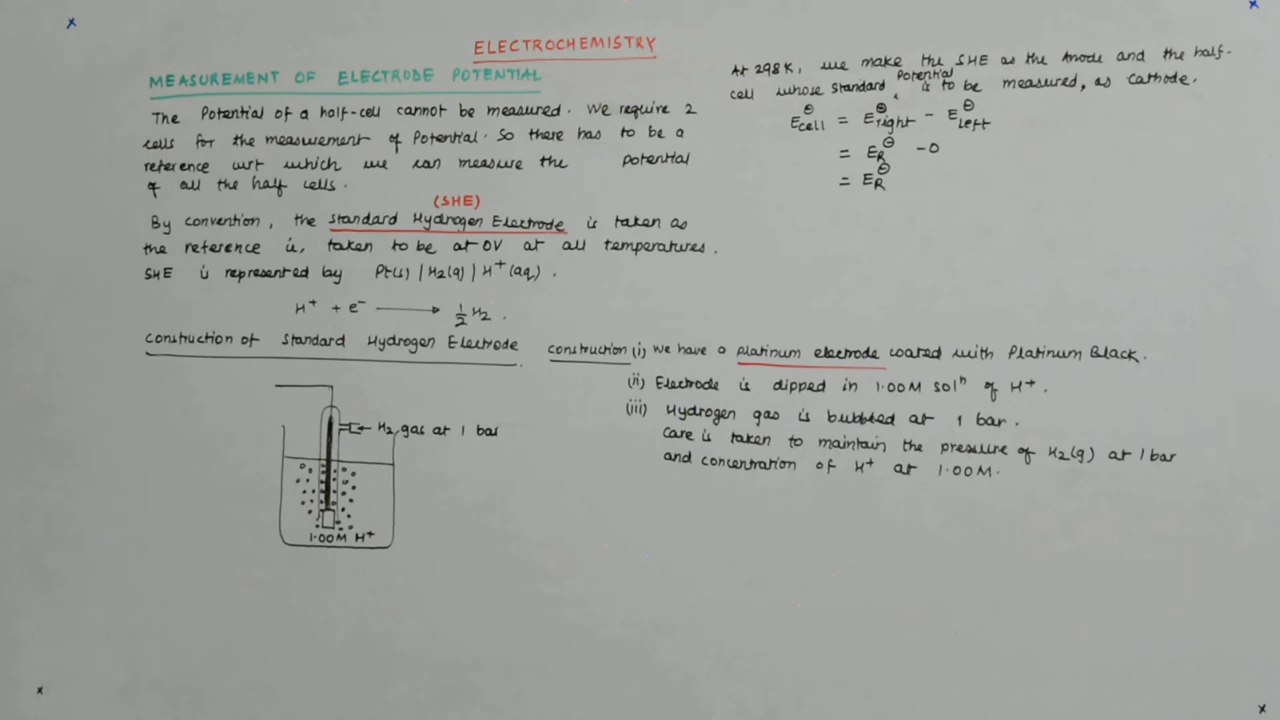 ELECTROCHEMISTRY
MEASUREMENT OF ELECTRODE POTENTIAL
The Potential of a half-cell cannot be measured. We require 2
cells for the measurement of Potential. So there has to be a
reference wrt which we can measure the potential
of all the half cells.
(SHE)
By convention, the Standard Hydrogen Electrode is taken as
the reference ie, taken to be at 0V at all temperatures.
SHE is represented by Pt(s) | H2(g) | H⁺(aq).
H⁺ + e⁻ → 1/2 H2.
Construction of Standard Hydrogen Electrode
H2 gas at 1 bar
1.00M H⁺
At 298K, we make the SHE as the Anode and the half-
cell whose standard potential is to be measured, as Cathode.
E⊖cell = E⊖right - E⊖left
= E⊖R - 0
= E⊖R
Construction (i) We have a platinum electrode coated with Platinum Black.
(ii) Electrode is dipped in 1.00M solⁿ of H⁺.
(iii) Hydrogen gas is bubbled at 1 bar.
Care is taken to maintain the pressure of H2(g) at 1 bar
and concentration of H⁺ at 1.00M.